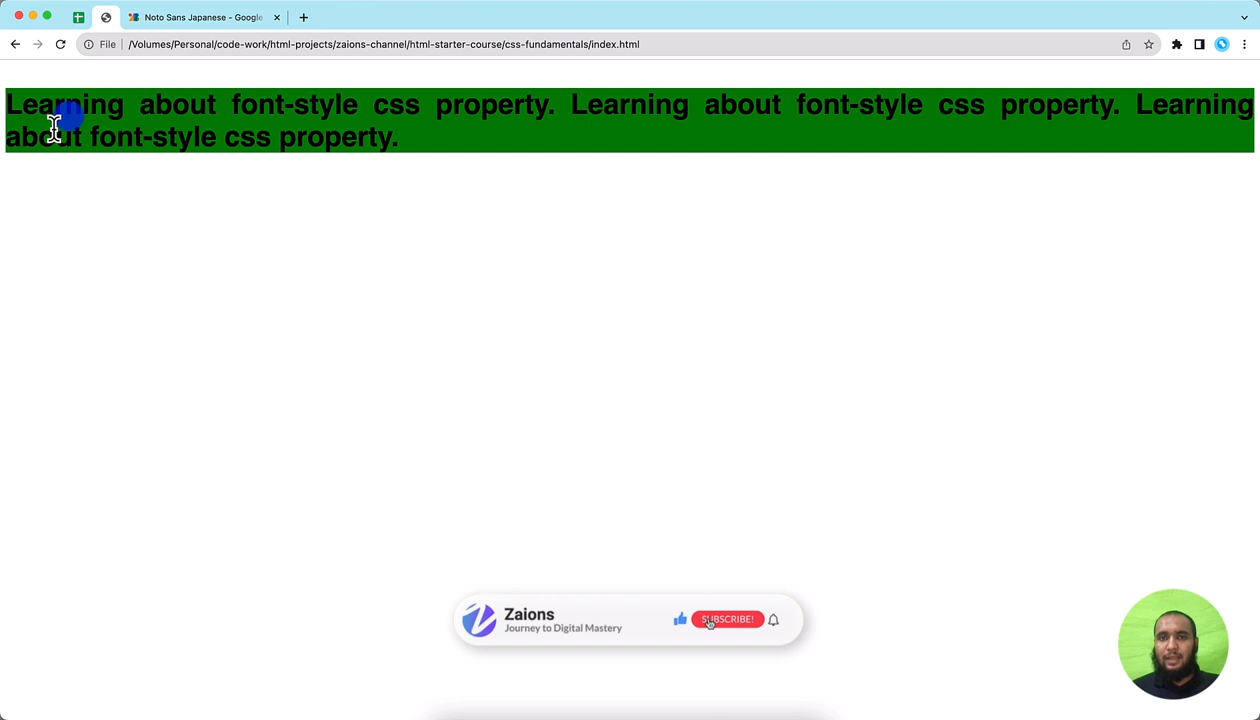 Noto Sans Japanese - Google
File
/Volumes/Personal/code-work/html-projects/zaions-channel/html-starter-course/css-fundamentals/index.html
Learning about font-style css property. Learning about font-style css property. Learning
about font-style css property.
Zaions
Journey to Digital Mastery
SUBSCRIBE!